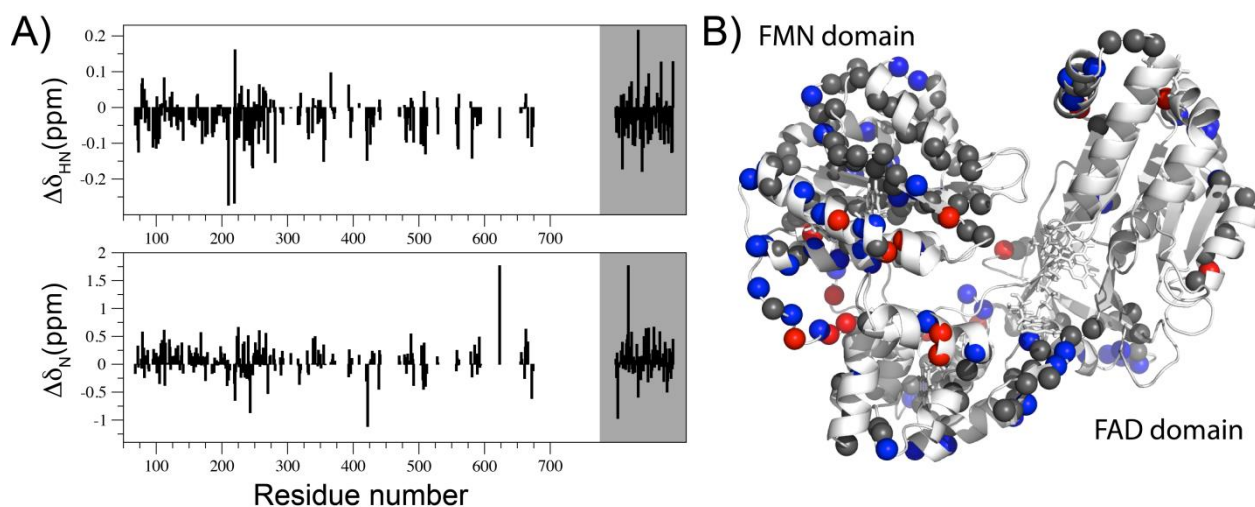 A)
0.2
0.1
0
-0.1
-0.2
ΔδHN(ppm)
100 200 300 400 500 600 700
2
1.5
1
0.5
0
-0.5
-1
ΔδN(ppm)
100 200 300 400 500 600 700
Residue number
B)
FMN domain
FAD domain